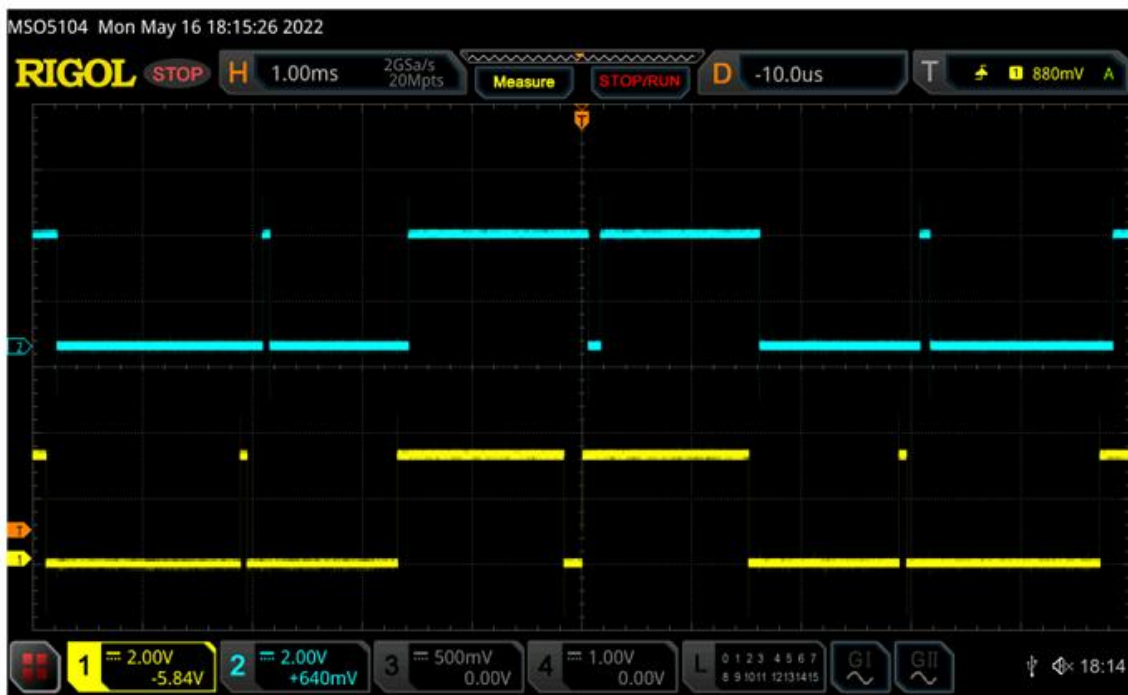 MSO5104 Mon May 16 18:15:26 2022
RIGOL STOP H 1.00ms 2GSa/s 20Mpts Measure STOP/RUN D -10.0us T 1 880mV A
T
2
T
1
1 2.00V -5.84V 2 2.00V +640mV 3 500mV 0.00V 4 1.00V 0.00V L 0 1 2 3 4 5 6 7 8 9 10 11 12 13 14 15 GI GII 18:14